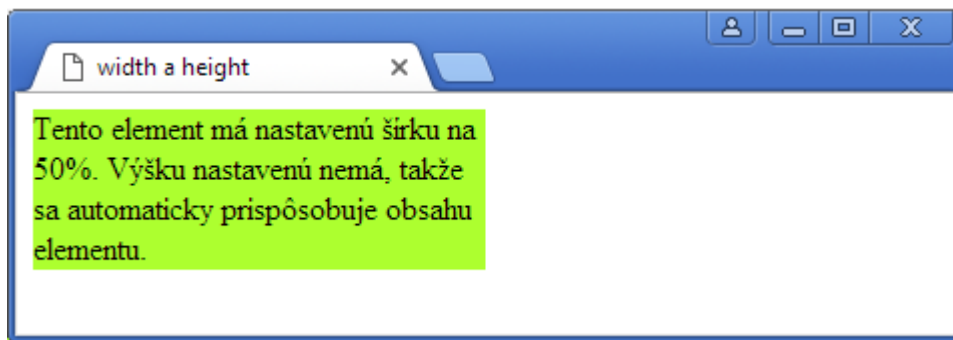 width a height
Tento element má nastavenú šírku na
50%. Výšku nastavenú nemá, takže
sa automaticky prispôsobuje obsahu
elementu.